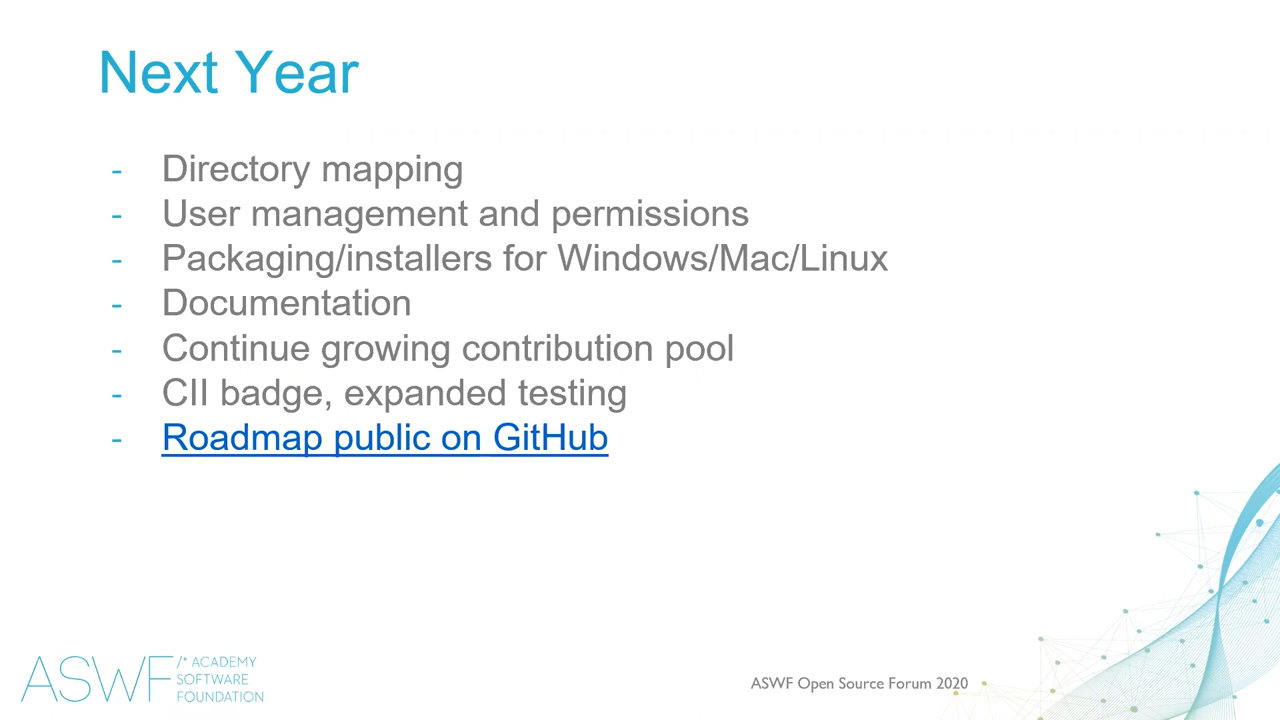 Next Year
- Directory mapping
- User management and permissions
- Packaging/installers for Windows/Mac/Linux
- Documentation
- Continue growing contribution pool
- CII badge, expanded testing
- Roadmap public on GitHub
ASWF /* ACADEMY
SOFTWARE
FOUNDATION
ASWF Open Source Forum 2020